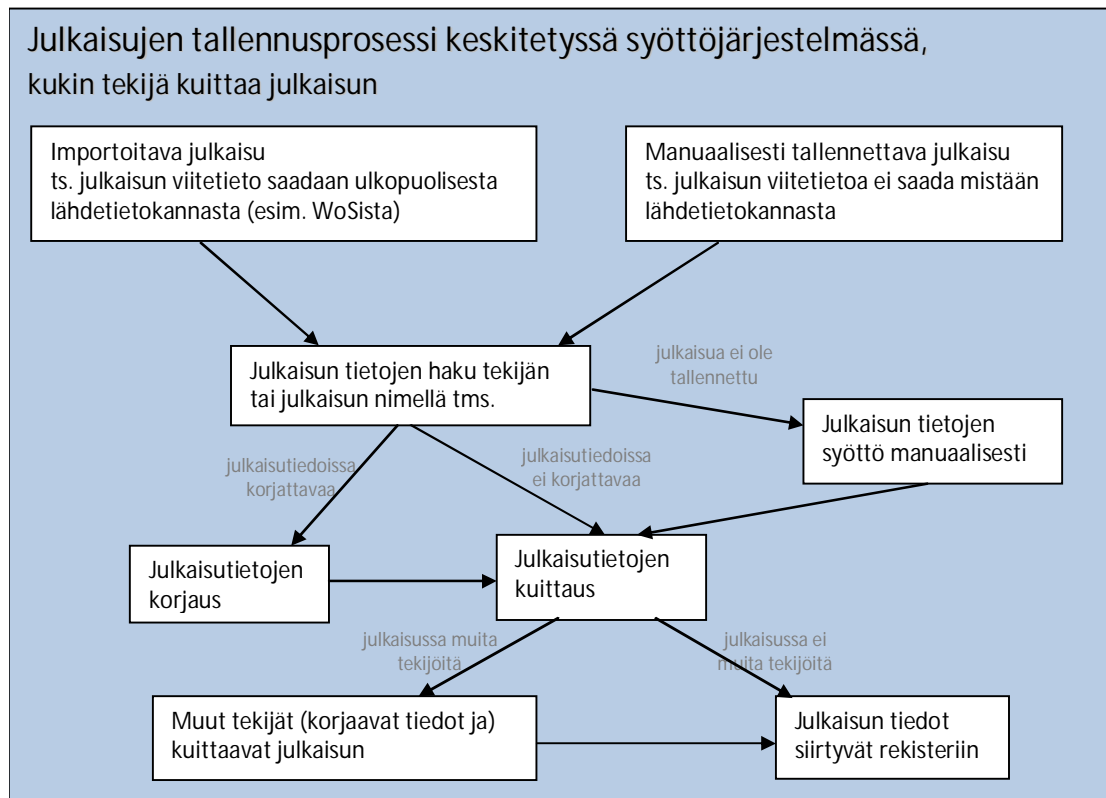 Julkaisujen tallennusprosessi keskitetyssä syöttöjärjestelmässä,
kukin tekijä kuittaa julkaisun
Importoitava julkaisu
ts. julkaisun viitetieto saadaan ulkopuolisesta
lähdetietokannasta (esim. WoSista)
Manuaalisesti tallennettava julkaisu
ts. julkaisun viitetietoa ei saada mistään
lähdetietokannasta
Julkaisun tietojen haku tekijän
tai julkaisun nimellä tms.
julkaisua ei ole
tallennettu
Julkaisun tietojen
syöttö manuaalisesti
julkaisutiedoissa
korjattavaa
julkaisutiedoissa
ei korjattavaa
Julkaisutietojen
korjaus
Julkaisutietojen
kuittaus
julkaisussa muita
tekijöitä
julkaisussa ei
muita tekijöitä
Muut tekijät (korjaavat tiedot ja)
kuittaavat julkaisun
Julkaisun tiedot
siirtyvät rekisteriin